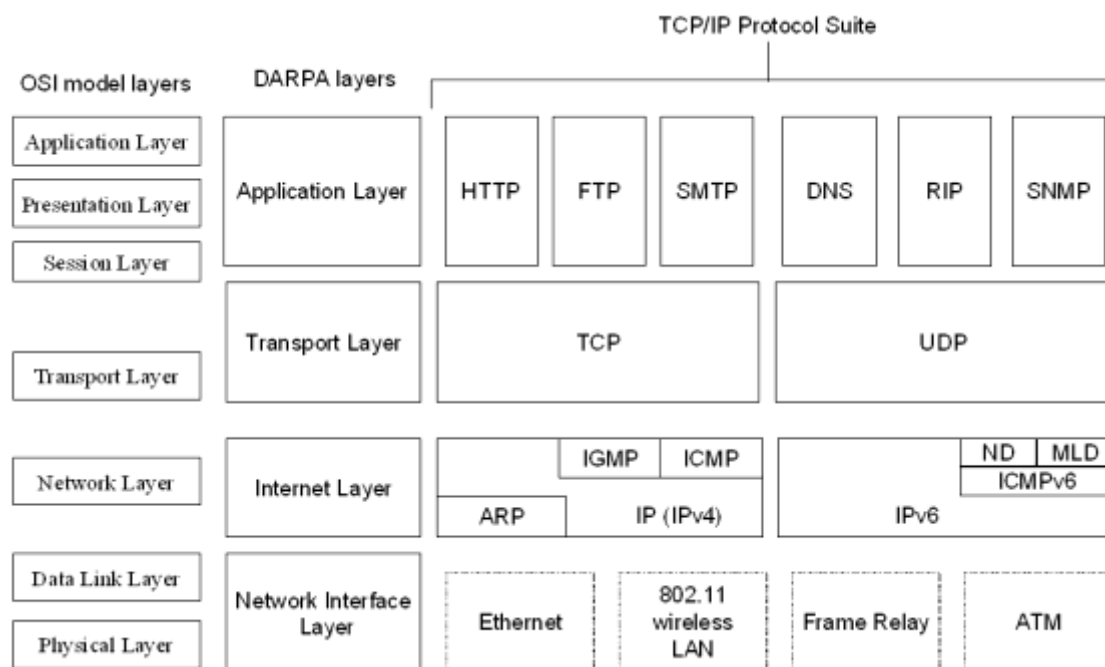 TCP/IP Protocol Suite
OSI model layers
DARPA layers
Application Layer
Presentation Layer
Session Layer
Application Layer
HTTP
FTP
SMTP
DNS
RIP
SNMP
Transport Layer
Transport Layer
TCP
UDP
Network Layer
Internet Layer
IGMP
ICMP
ARP
IP (IPv4)
ND
MLD
ICMPv6
IPv6
Data Link Layer
Physical Layer
Network Interface
Layer
Ethernet
802.11
wireless
LAN
Frame Relay
ATM